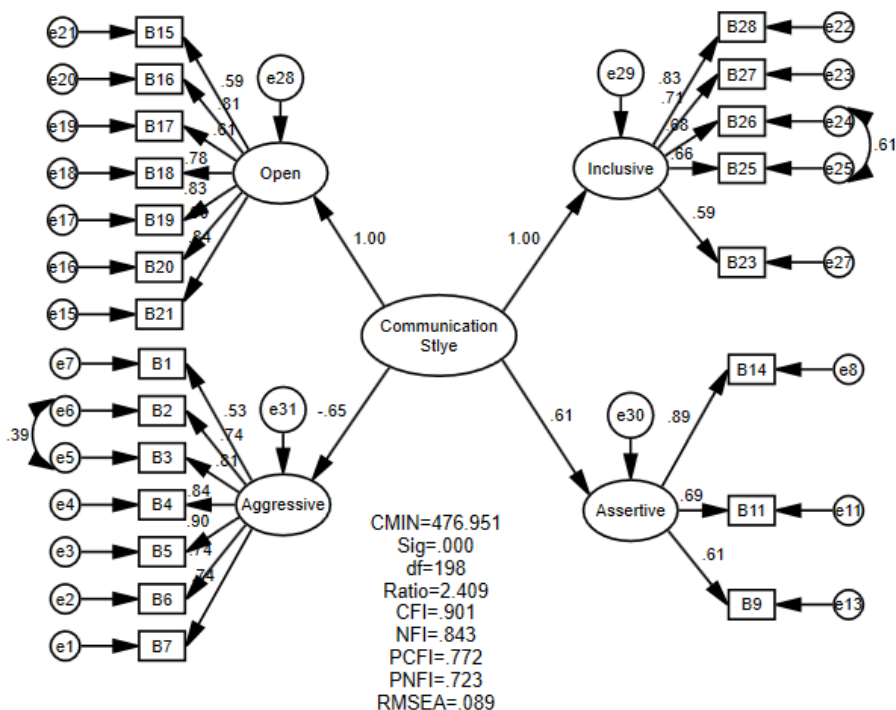 e21 B15
e20 B16
e19 B17
e18 B18
e17 B19
e16 B20
e15 B21
e28
Open
.59
.81
.61
.78
.83
.84
1.00
e29
Inclusive
B28 e22
B27 e23
B26 e24
B25 e25
B23 e27
.83
.71
.68
.66
.59
.61
1.00
Communication
Stlye
e7 B1
e6 B2
e5 B3
e4 B4
e3 B5
e2 B6
e1 B7
.39
e31
Aggressive
.53
.74
.81
.84
.90
.74
.74
-.65
.61
e30
Assertive
B14 e8
B11 e11
B9 e13
.89
.69
.61
CMIN=476.951
Sig=.000
df=198
Ratio=2.409
CFI=.901
NFI=.843
PCFI=.772
PNFI=.723
RMSEA=.089